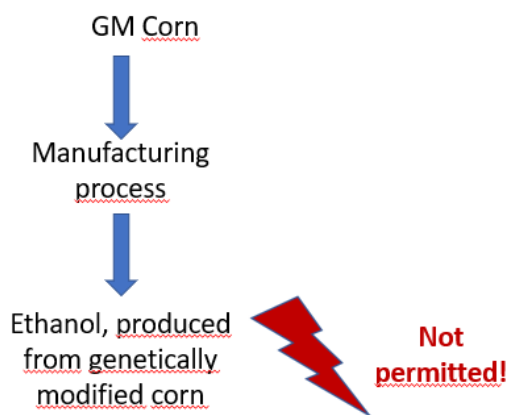 GM Corn
Manufacturing
process
Ethanol, produced
from genetically
modified corn
Not
permitted!